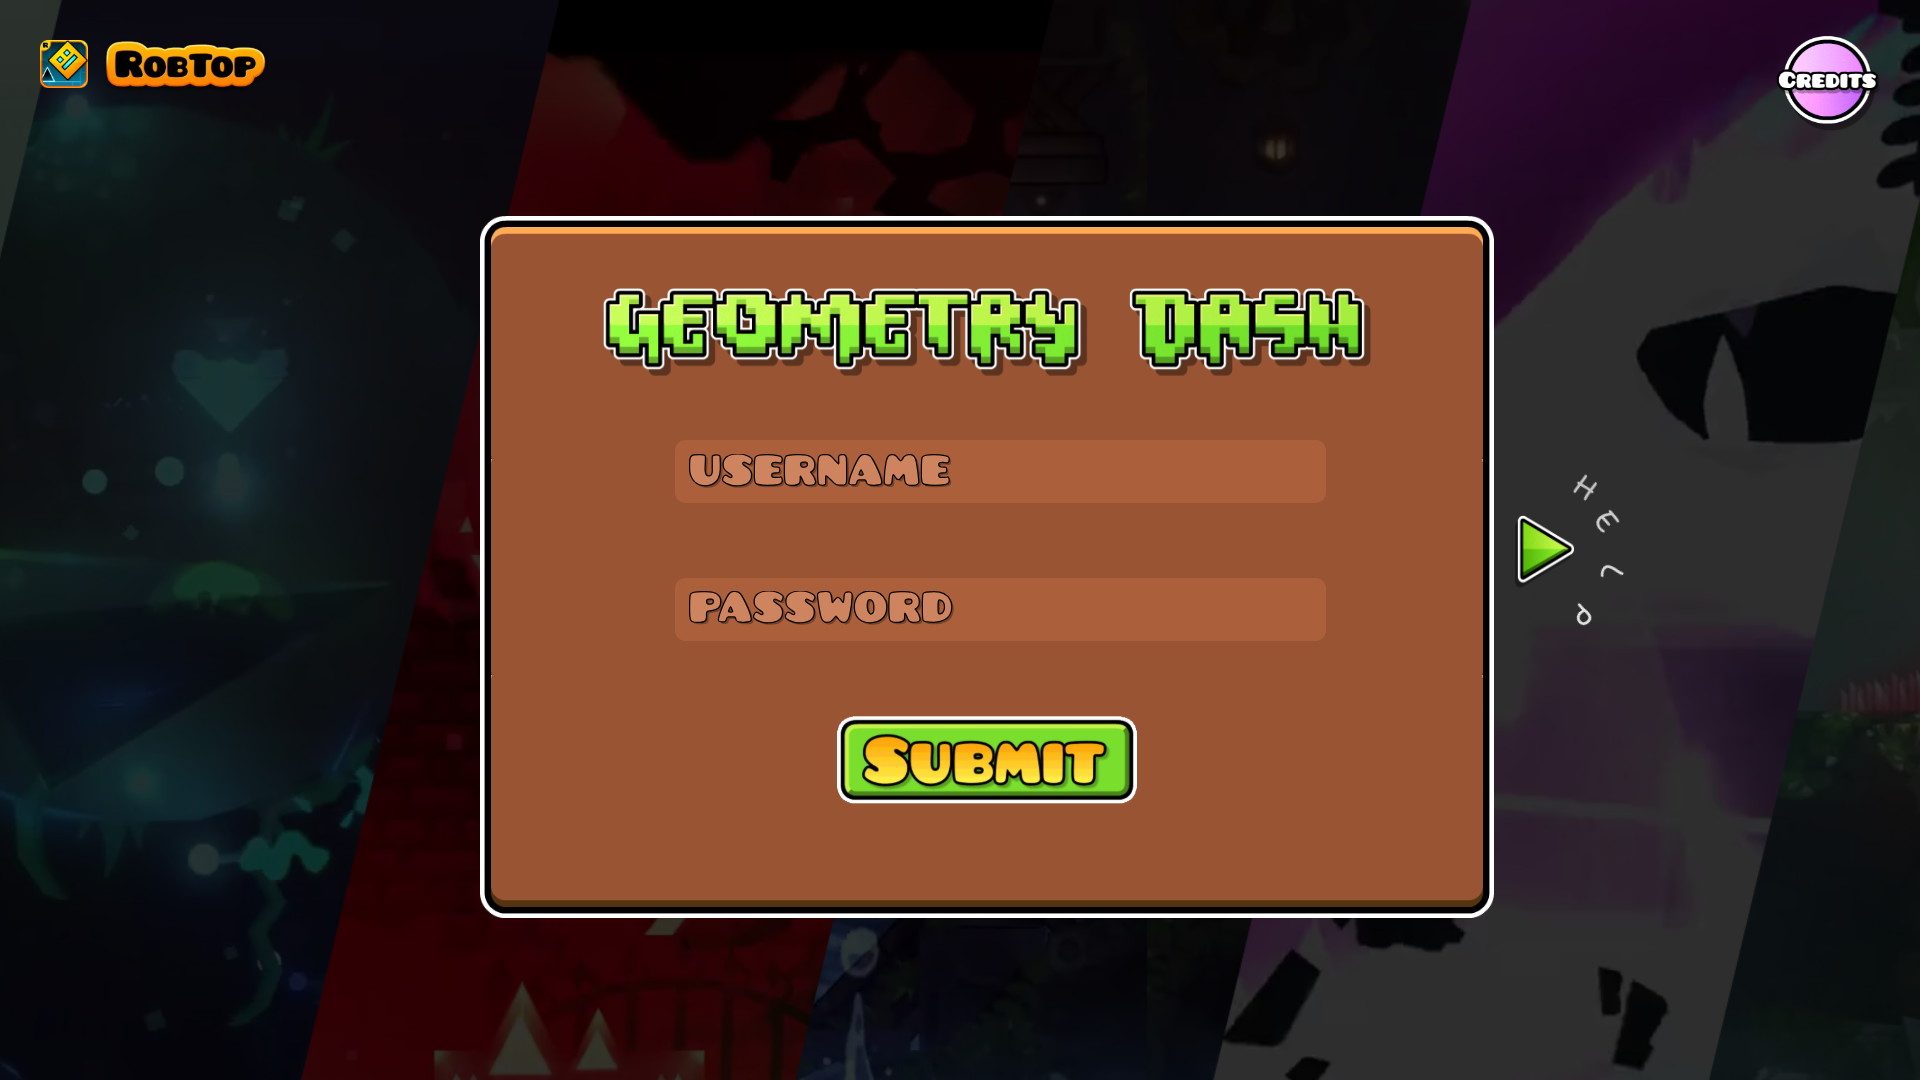 RobTop
Credits
GEOMETRY DASH
USERNAME
PASSWORD
HELP
Submit